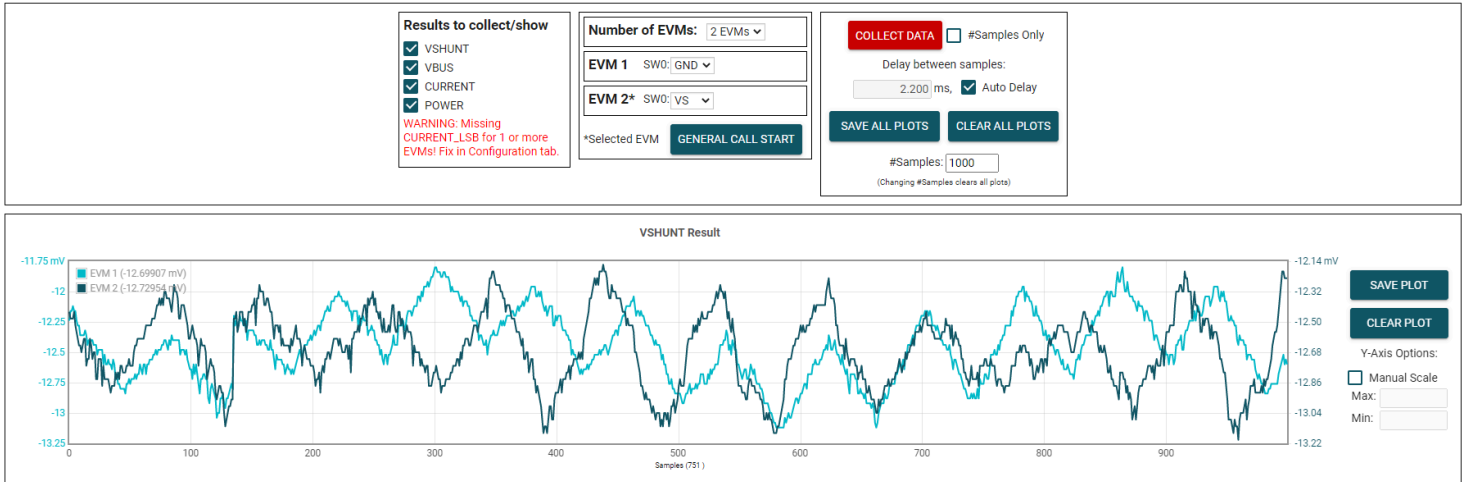 Results to collect/show
VSHUNT
VBUS
CURRENT
POWER
WARNING: Missing
CURRENT_LSB for 1 or more
EVMs! Fix in Configuration tab.
Number of EVMs: 2 EVMs
EVM 1 SW0: GND
EVM 2* SW0: VS
*Selected EVM GENERAL CALL START
COLLECT DATA #Samples Only
Delay between samples:
2.200 ms, Auto Delay
SAVE ALL PLOTS CLEAR ALL PLOTS
#Samples: 1000
(Changing #Samples clears all plots)
VSHUNT Result
-11.75 mV
-12
-12.25
-12.5
-12.75
-13
-13.25
EVM 1 (-12.69907 mV)
EVM 2 (-12.72954 mV)
-12.14 mV
-12.32
-12.50
-12.68
-12.86
-13.04
-13.22
0 100 200 300 400 500 600 700 800 900
Samples (751 )
SAVE PLOT
CLEAR PLOT
Y-Axis Options:
Manual Scale
Max:
Min: